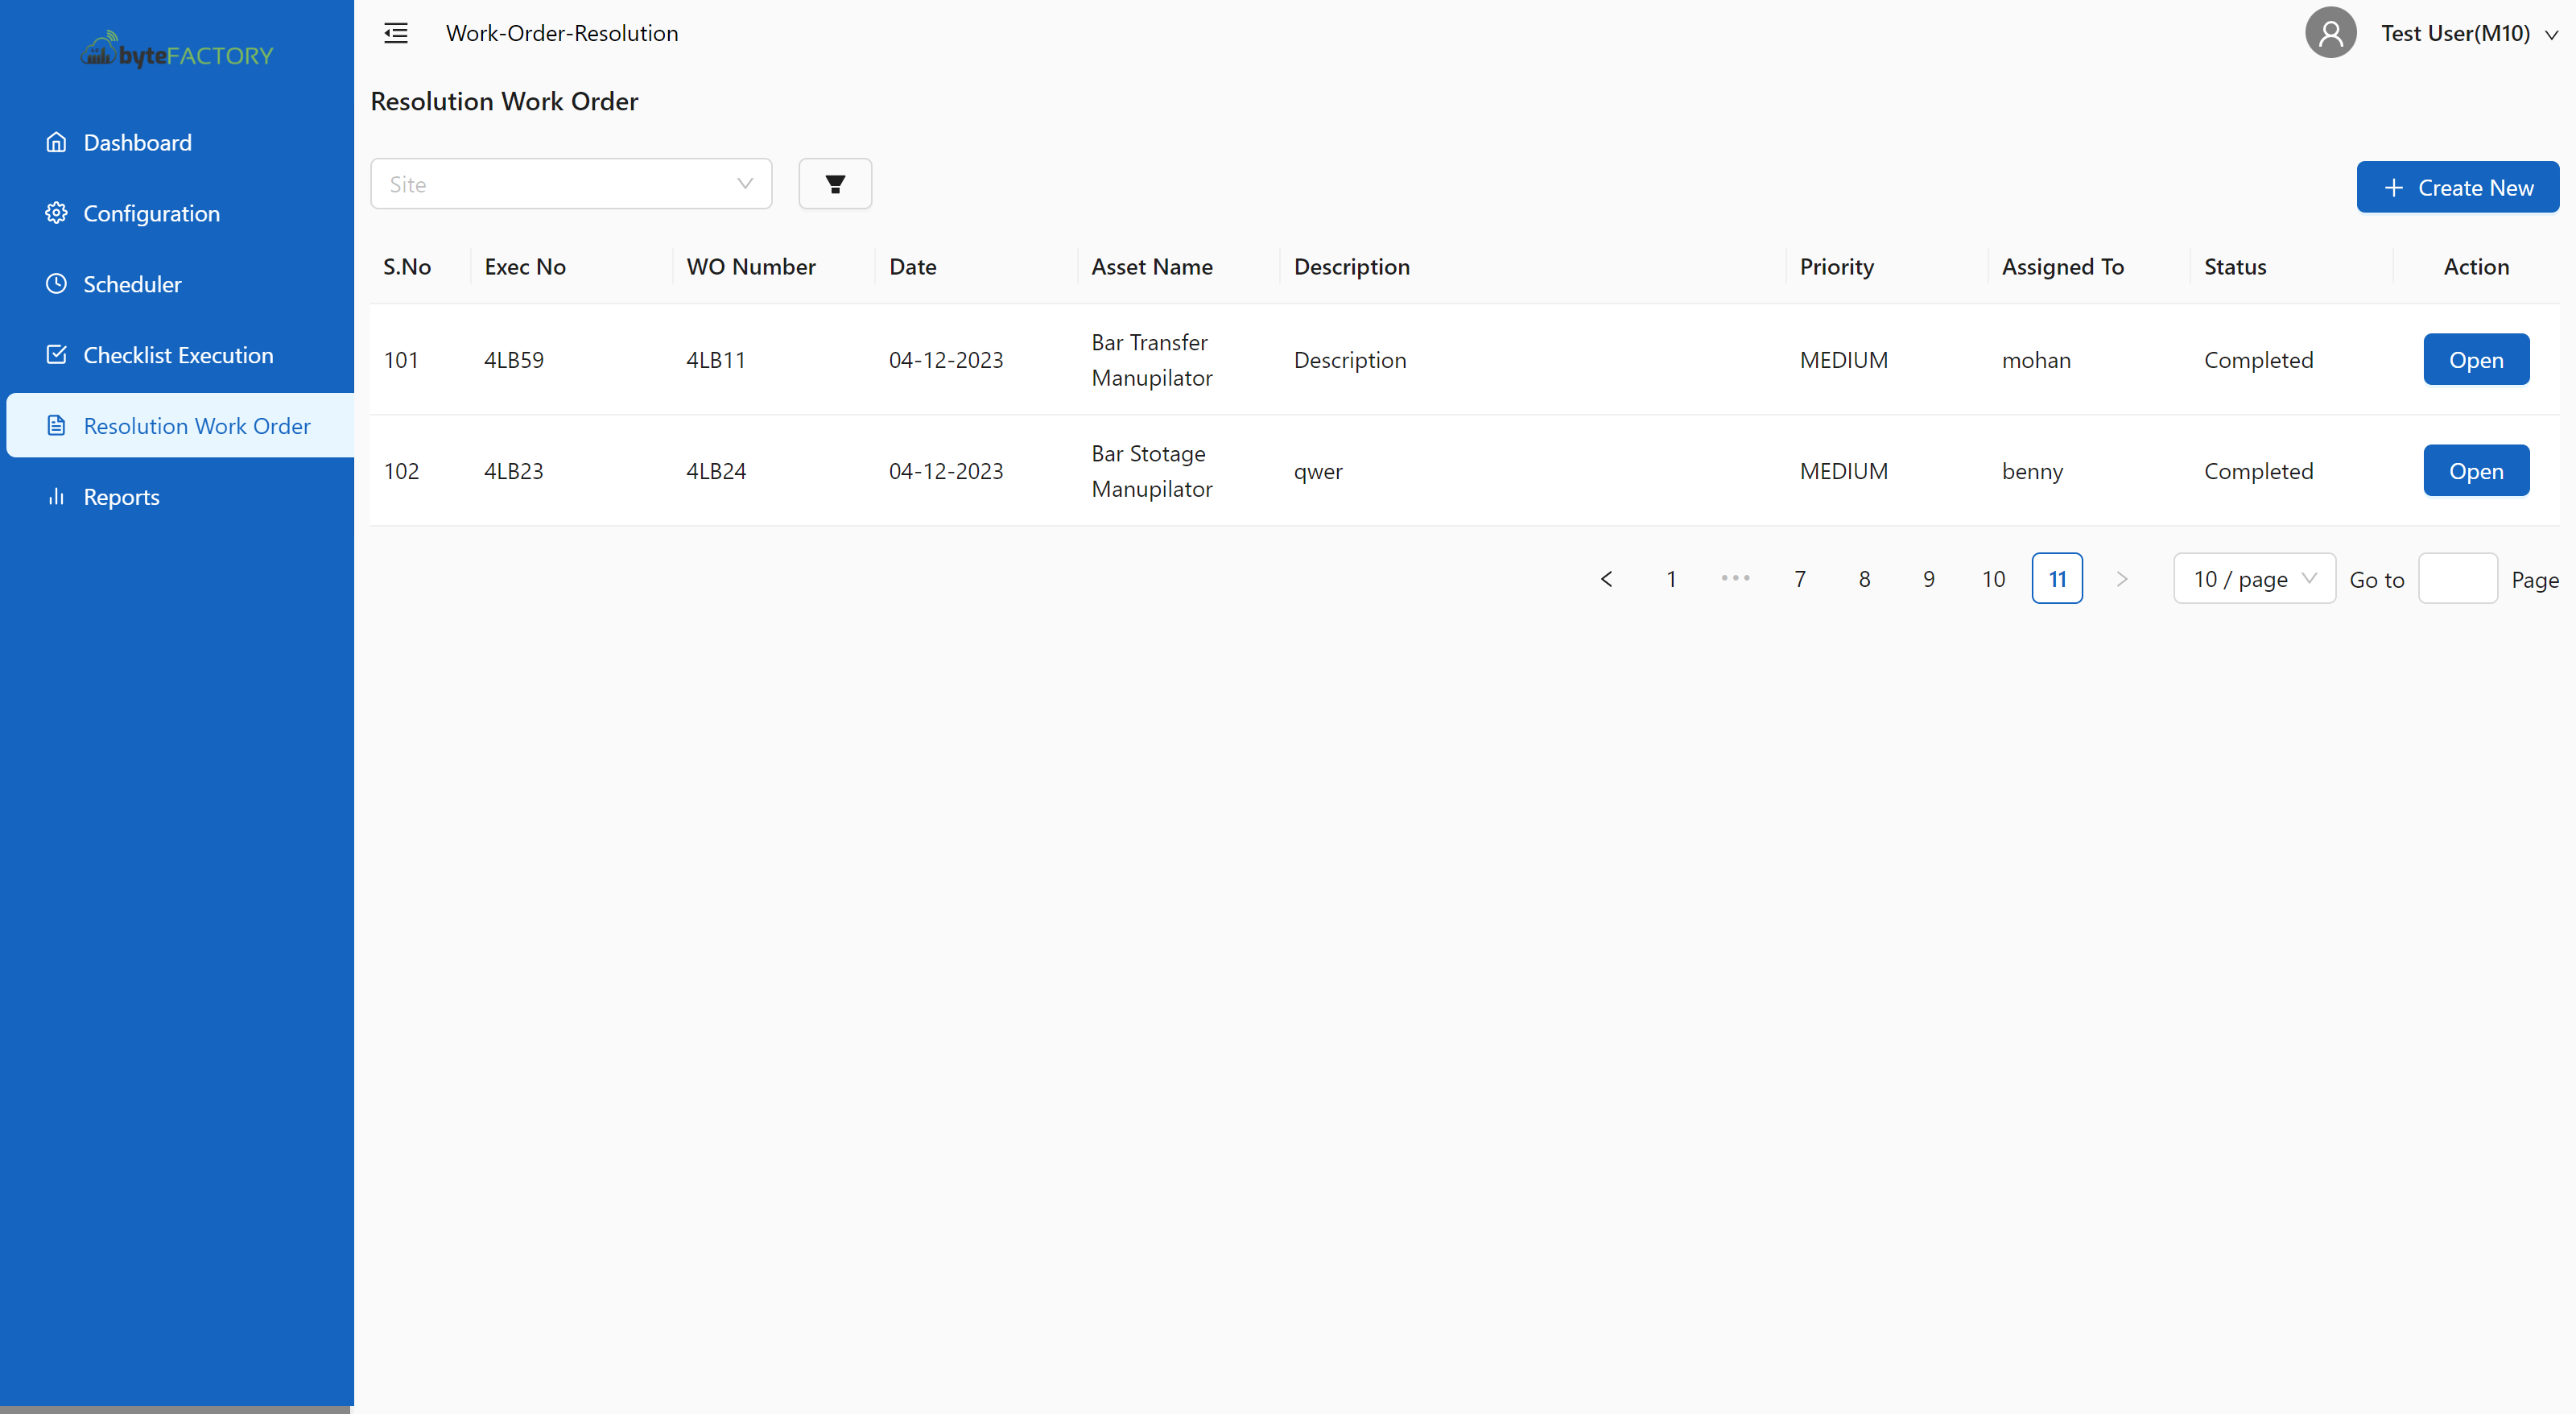 byteFACTORY
Dashboard
Configuration
Scheduler
Checklist Execution
Resolution Work Order
Reports
Work-Order-Resolution
Test User(M10)
Resolution Work Order
Site
Create New
S.No Exec No WO Number Date Asset Name Description Priority Assigned To Status Action
101 4LB59 4LB11 04-12-2023 Bar Transfer Manupilator Description MEDIUM mohan Completed Open
102 4LB23 4LB24 04-12-2023 Bar Stotage Manupilator qwer MEDIUM benny Completed Open
1 ••• 7 8 9 10 11 10 / page Go to Page